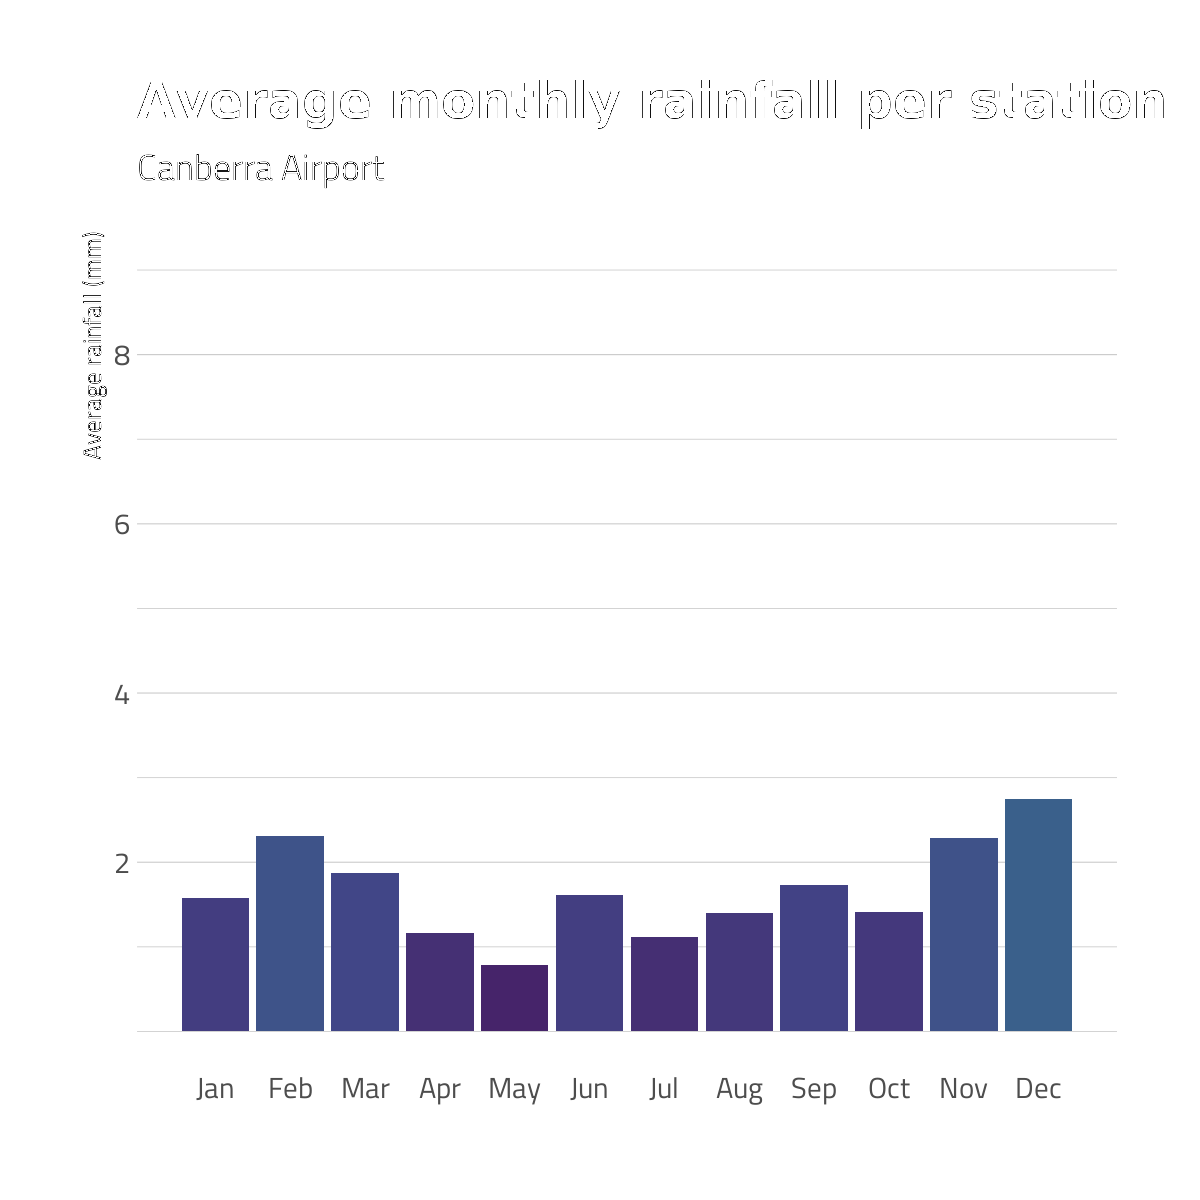 Average monthly rainfall per station
Canberra Airport
Average rainfall (mm)
8
6
4
2
Jan Feb Mar Apr May Jun Jul Aug Sep Oct Nov Dec